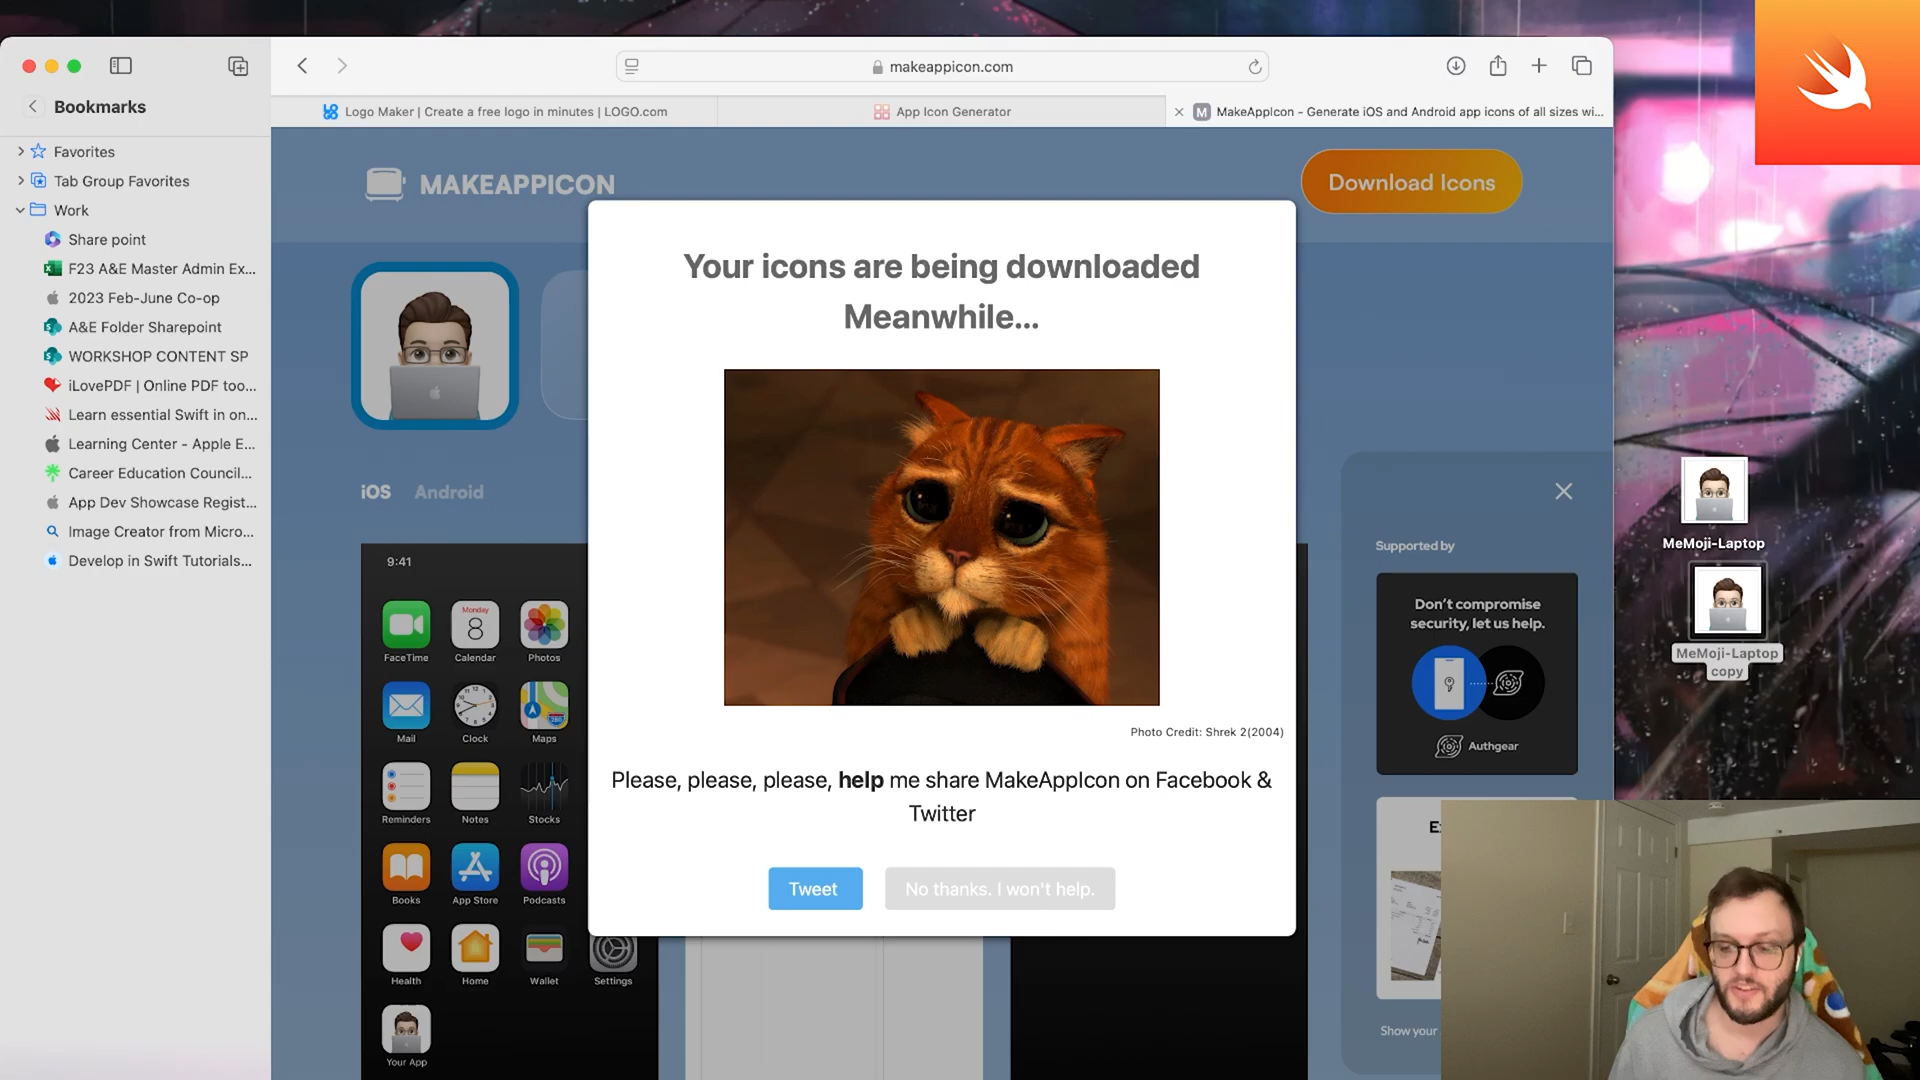 makeappicon.com
Bookmarks
Logo Maker | Create a free logo in minutes | LOGO.com
App Icon Generator
M
MakeAppIcon - Generate iOS and Android app icons of all sizes wi...
Favorites
Tab Group Favorites
Work
Share point
F23 A&E Master Admin Ex...
2023 Feb-June Co-op
A&E Folder Sharepoint
WORKSHOP CONTENT SP
iLovePDF | Online PDF too...
Learn essential Swift in on...
Learning Center - Apple E...
Career Education Council...
App Dev Showcase Regist...
Image Creator from Micro...
Develop in Swift Tutorials...
MAKEAPPICON
Download Icons
iOS
Android
Your icons are being downloaded
Meanwhile...
Photo Credit: Shrek 2(2004)
Please, please, please, help me share MakeAppIcon on Facebook &
Twitter
Tweet
No thanks. I won't help.
9:41
Monday
8
FaceTime
Calendar
Photos
Mail
Clock
Maps
280
Reminders
Notes
Stocks
Books
App Store
Podcasts
Health
Home
Wallet
Settings
Your App
Supported by
Don't compromise
security, let us help.
Authgear
Show your
MeMoji-Laptop
MeMoji-Laptop
copy